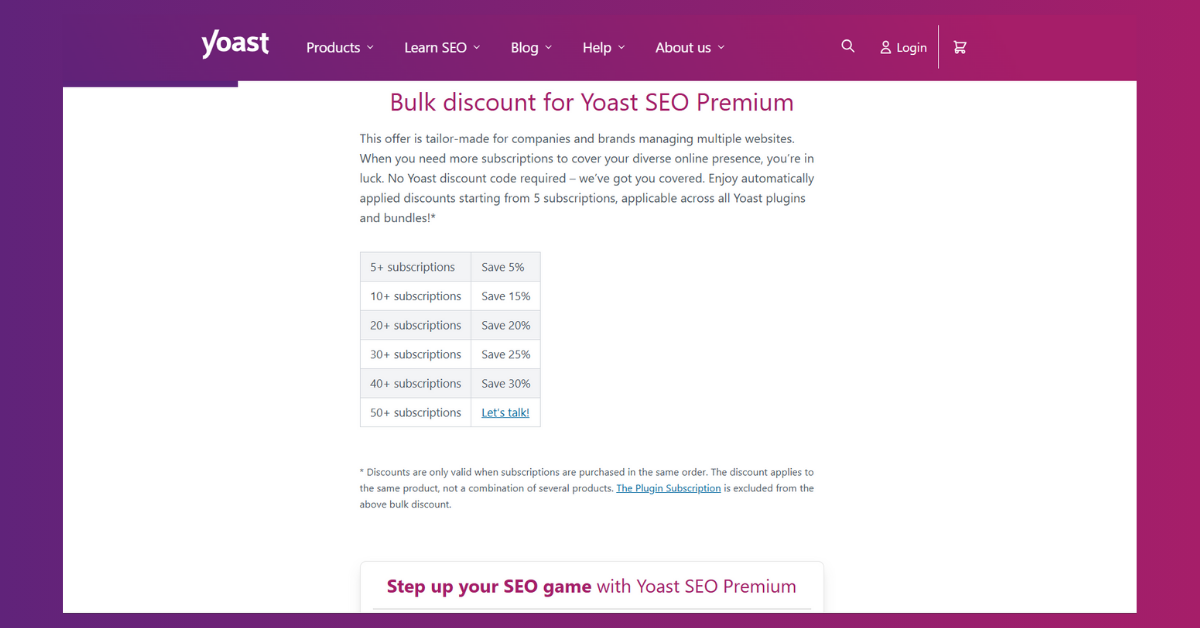 yoast
Products
Learn SEO
Blog
Help
About us
Login
Bulk discount for Yoast SEO Premium
This offer is tailor-made for companies and brands managing multiple websites.
When you need more subscriptions to cover your diverse online presence, you're in
luck. No Yoast discount code required – we've got you covered. Enjoy automatically
applied discounts starting from 5 subscriptions, applicable across all Yoast plugins
and bundles!*
5+ subscriptions Save 5%
10+ subscriptions Save 15%
20+ subscriptions Save 20%
30+ subscriptions Save 25%
40+ subscriptions Save 30%
50+ subscriptions Let's talk!
* Discounts are only valid when subscriptions are purchased in the same order. The discount applies to
the same product, not a combination of several products. The Plugin Subscription is excluded from the
above bulk discount.
Step up your SEO game with Yoast SEO Premium